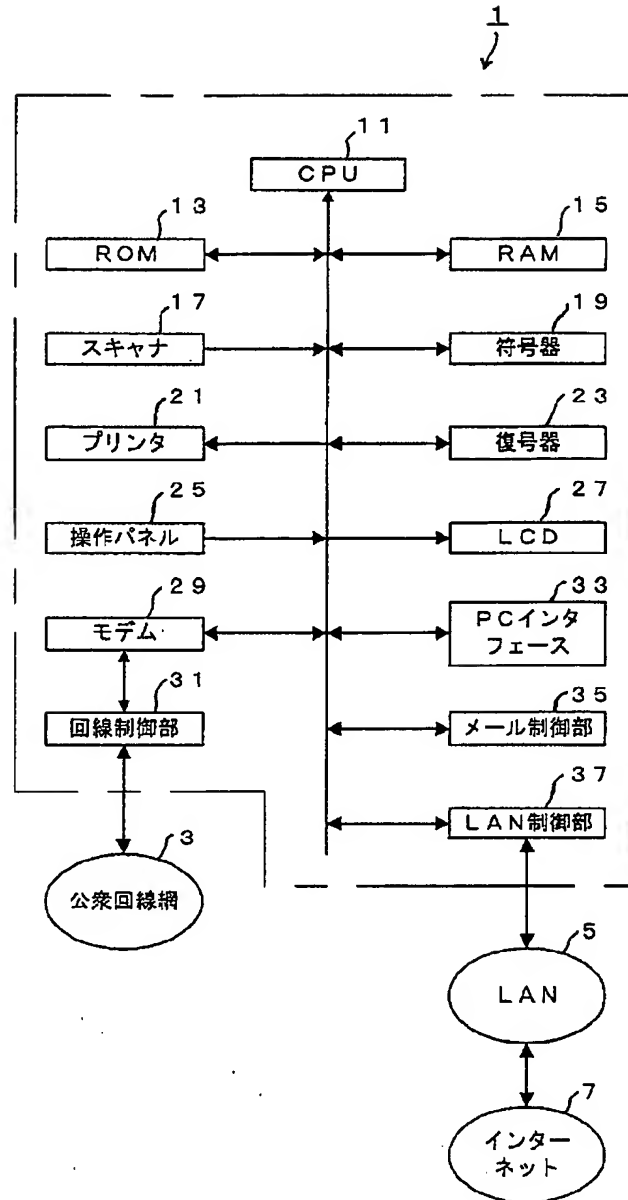 1
11
CPU
13
ROM
15
RAM
17
スキャナ
19
符号器
21
プリンタ
23
復号器
25
操作パネル
27
LCD
29
モデム
33
PCインタ
フェース
31
回線制御部
35
メール制御部
37
LAN制御部
3
公衆回線網
5
LAN
7
インター
ネット